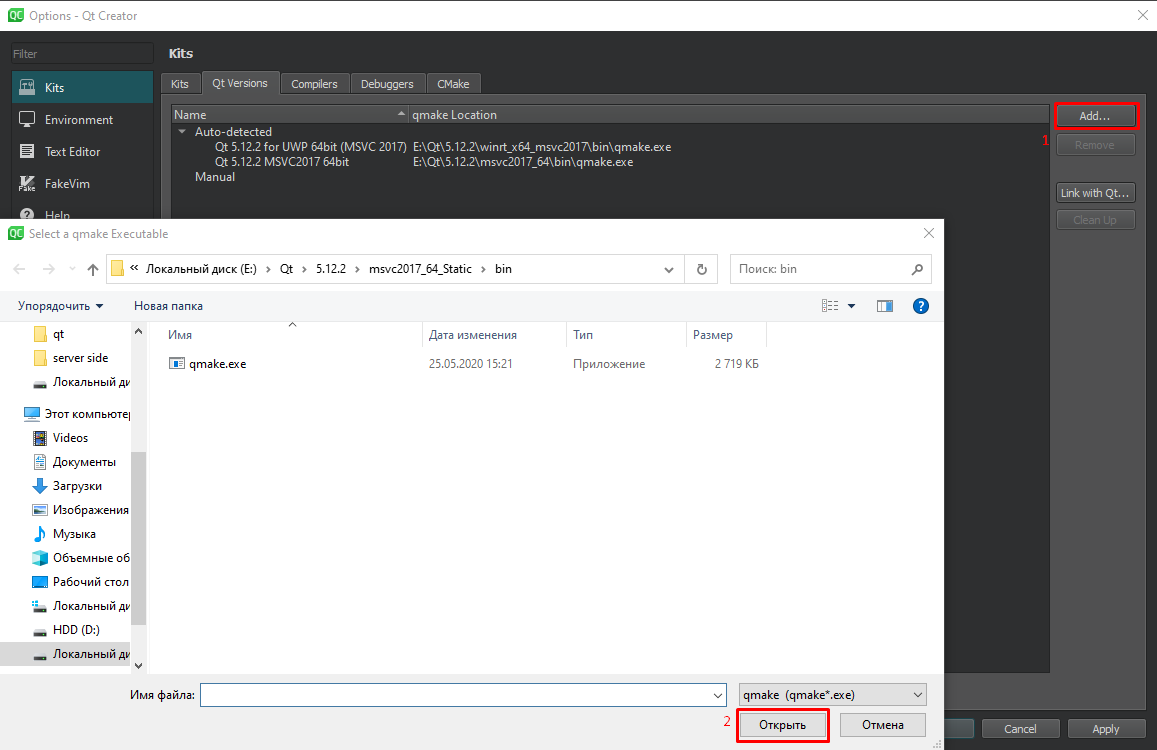 Options - Qt Creator
Filter
Kits
Kits
Environment
Text Editor
FakeVim
Help
Kits Qt Versions Compilers Debuggers CMake
Name qmake Location
Auto-detected
Qt 5.12.2 for UWP 64bit (MSVC 2017) E:\Qt\5.12.2\winrt_x64_msvc2017\bin\qmake.exe
Qt 5.12.2 MSVC2017 64bit E:\Qt\5.12.2\msvc2017_64\bin\qmake.exe
Manual
Add...
1
Remove
Link with Qt...
Clean Up
Select a qmake Executable
« Локальный диск (E:) › Qt › 5.12.2 › msvc2017_64_Static › bin
Поиск: bin
Упорядочить Новая папка
qt
server side
Локальный ди
Этот компьютер
Videos
Документы
Загрузки
Изображения
Музыка
Объемные об
Рабочий стол
Локальный ди
HDD (D:)
Локальный ди
Имя Дата изменения Тип Размер
qmake.exe 25.05.2020 15:21 Приложение 2 719 КБ
Имя файла: qmake (qmake*.exe)
2 Открыть Отмена
Cancel Apply